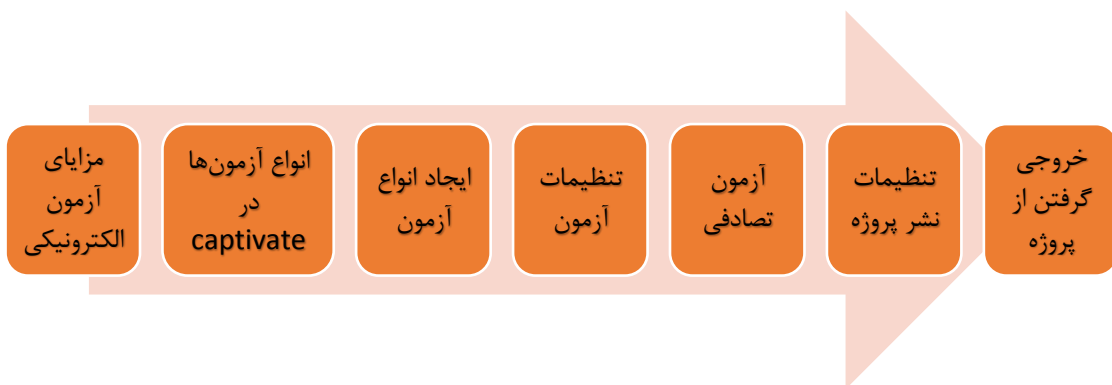 مزایای
آزمون
الکترونیکی
انواع آزمون‌ها
در
captivate
ایجاد انواع
آزمون
تنظیمات
آزمون
آزمون
تصادفی
تنظیمات
نشر پروژه
خروجی
گرفتن از
پروژه